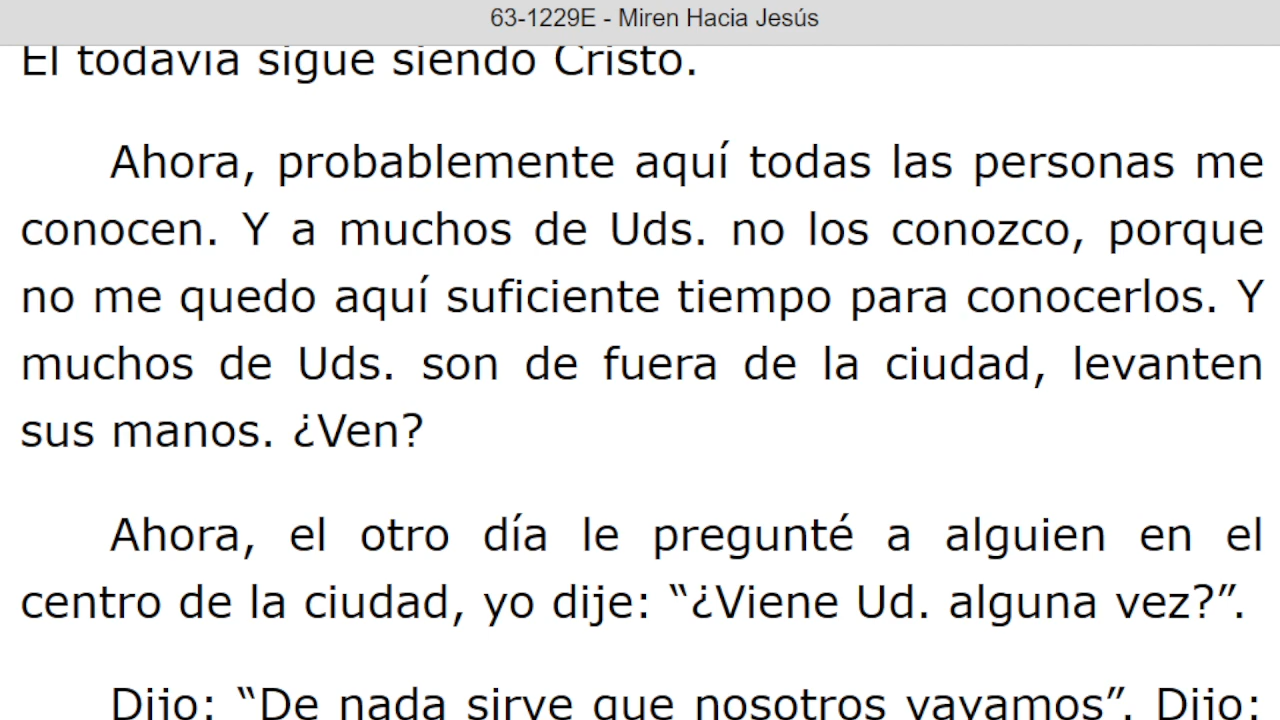 63-1229E - Miren Hacia Jesús
El todavía sigue siendo Cristo.
Ahora, probablemente aquí todas las personas me
conocen. Y a muchos de Uds. no los conozco, porque
no me quedo aquí suficiente tiempo para conocerlos. Y
muchos de Uds. son de fuera de la ciudad, levanten
sus manos. ¿Ven?
Ahora, el otro día le pregunté a alguien en el
centro de la ciudad, yo dije: “¿Viene Ud. alguna vez?”.
Dijo: “De nada sirve que nosotros vayamos”. Dijo: